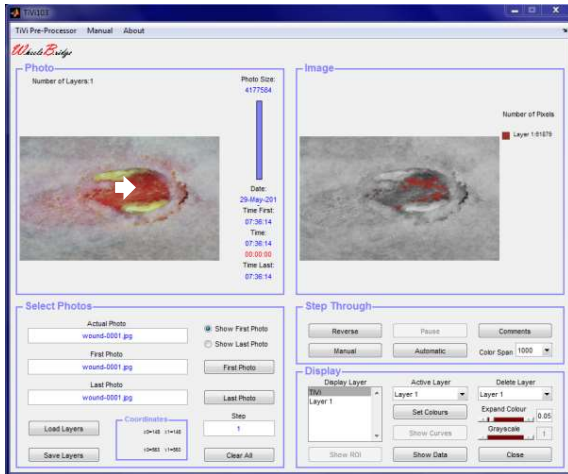 TiVi103
TiVi Pre-Processor Manual About
WheelsBridge
Photo
Number of Layers:1
Photo Size:
4177584
Date:
29-May-201
Time First:
07:36:14
Time:
07:36:14
00:00:00
Time Last:
07:36:14
Image
Number of Pixels
Layer 1:61879
Select Photos
Actual Photo
wound-0001.jpg
First Photo
wound-0001.jpg
Last Photo
wound-0001.jpg
Show First Photo
Show Last Photo
First Photo
Last Photo
Load Layers
Save Layers
Coordinates
Step
1
Clear All
Step Through
Reverse Pause Comments
Manual Automatic Color Span 1000
Display
Display Layer
TiVi
Layer 1
Show ROI
Active Layer
Layer 1
Set Colours
Show Curves
Show Data
Delete Layer
Layer 1
Expand Colour
0.05
Grayscale
1
Close